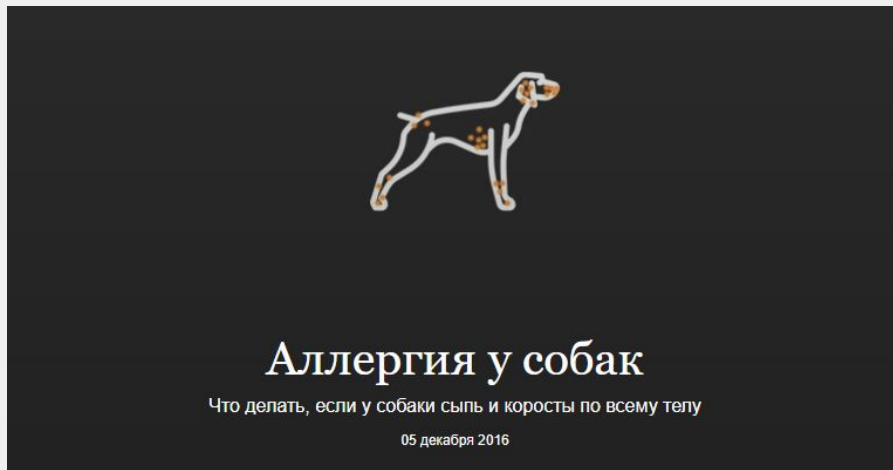 Аллергия у собак
Что делать, если у собаки сыпь и коросты по всему телу
05 декабря 2016